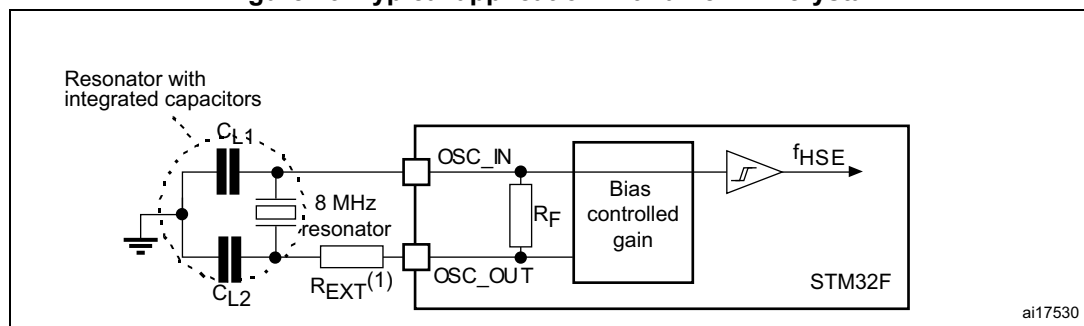 Resonator with
integrated capacitors
CL1
OSC_IN
fHSE
8 MHz
resonator
RF
Bias
controlled
gain
REXT(1)
OSC_OUT
STM32F
CL2
ai17530